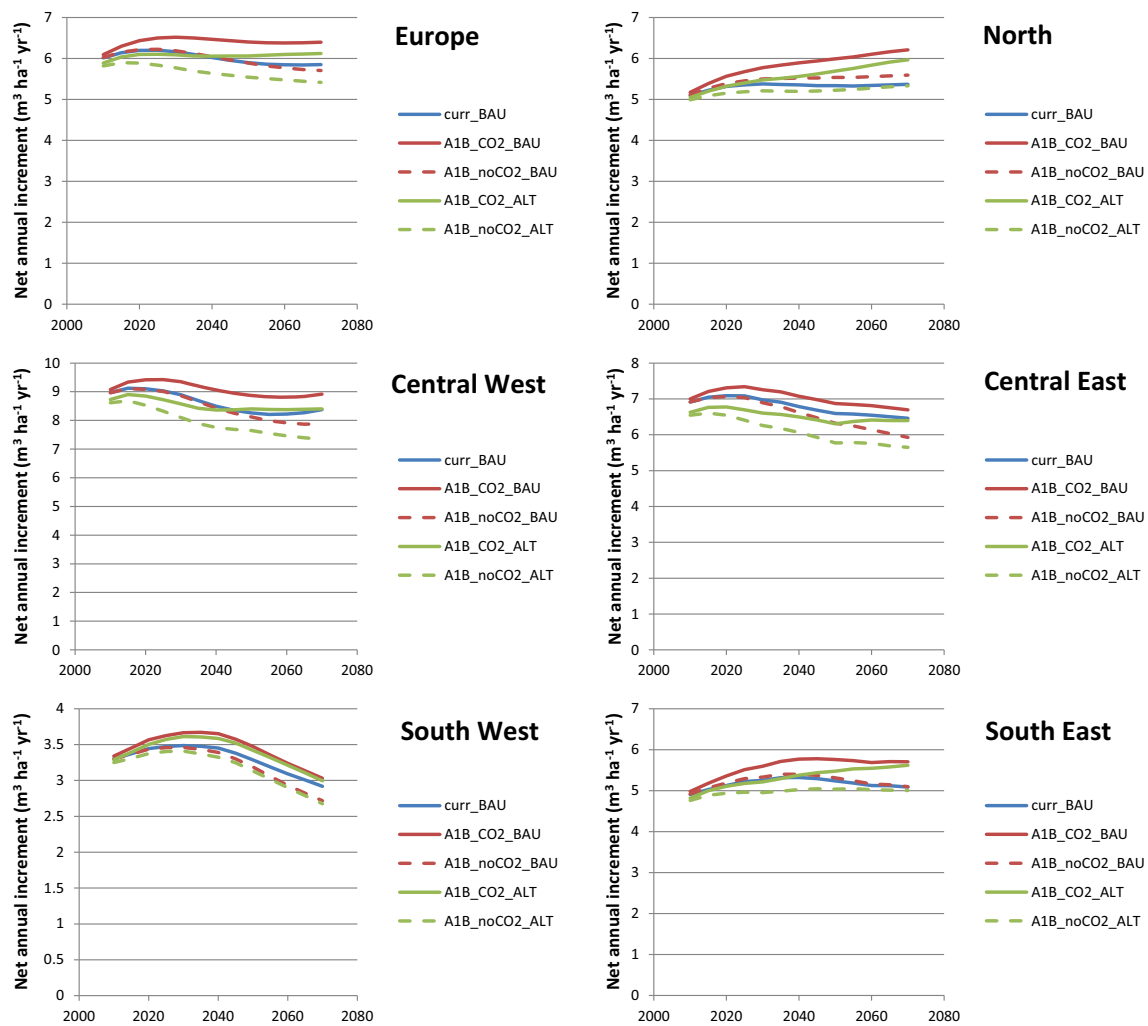 Europe
Net annual increment (m³ ha⁻¹ yr⁻¹)
7
6
5
4
3
2
1
0
2000 2020 2040 2060 2080
curr_BAU
A1B_CO2_BAU
A1B_noCO2_BAU
A1B_CO2_ALT
A1B_noCO2_ALT
North
Net annual increment (m³ ha⁻¹ yr⁻¹)
7
6
5
4
3
2
1
0
2000 2020 2040 2060 2080
curr_BAU
A1B_CO2_BAU
A1B_noCO2_BAU
A1B_CO2_ALT
A1B_noCO2_ALT
Central West
Net annual increment (m³ ha⁻¹ yr⁻¹)
10
9
8
7
6
5
4
3
2
1
0
2000 2020 2040 2060 2080
curr_BAU
A1B_CO2_BAU
A1B_noCO2_BAU
A1B_CO2_ALT
A1B_noCO2_ALT
Central East
Net annual increment (m³ ha⁻¹ yr⁻¹)
8
7
6
5
4
3
2
1
0
2000 2020 2040 2060 2080
curr_BAU
A1B_CO2_BAU
A1B_noCO2_BAU
A1B_CO2_ALT
A1B_noCO2_ALT
South West
Net annual increment (m³ ha⁻¹ yr⁻¹)
4
3.5
3
2.5
2
1.5
1
0.5
0
2000 2020 2040 2060 2080
curr_BAU
A1B_CO2_BAU
A1B_noCO2_BAU
A1B_CO2_ALT
A1B_noCO2_ALT
South East
Net annual increment (m³ ha⁻¹ yr⁻¹)
7
6
5
4
3
2
1
0
2000 2020 2040 2060 2080
curr_BAU
A1B_CO2_BAU
A1B_noCO2_BAU
A1B_CO2_ALT
A1B_noCO2_ALT